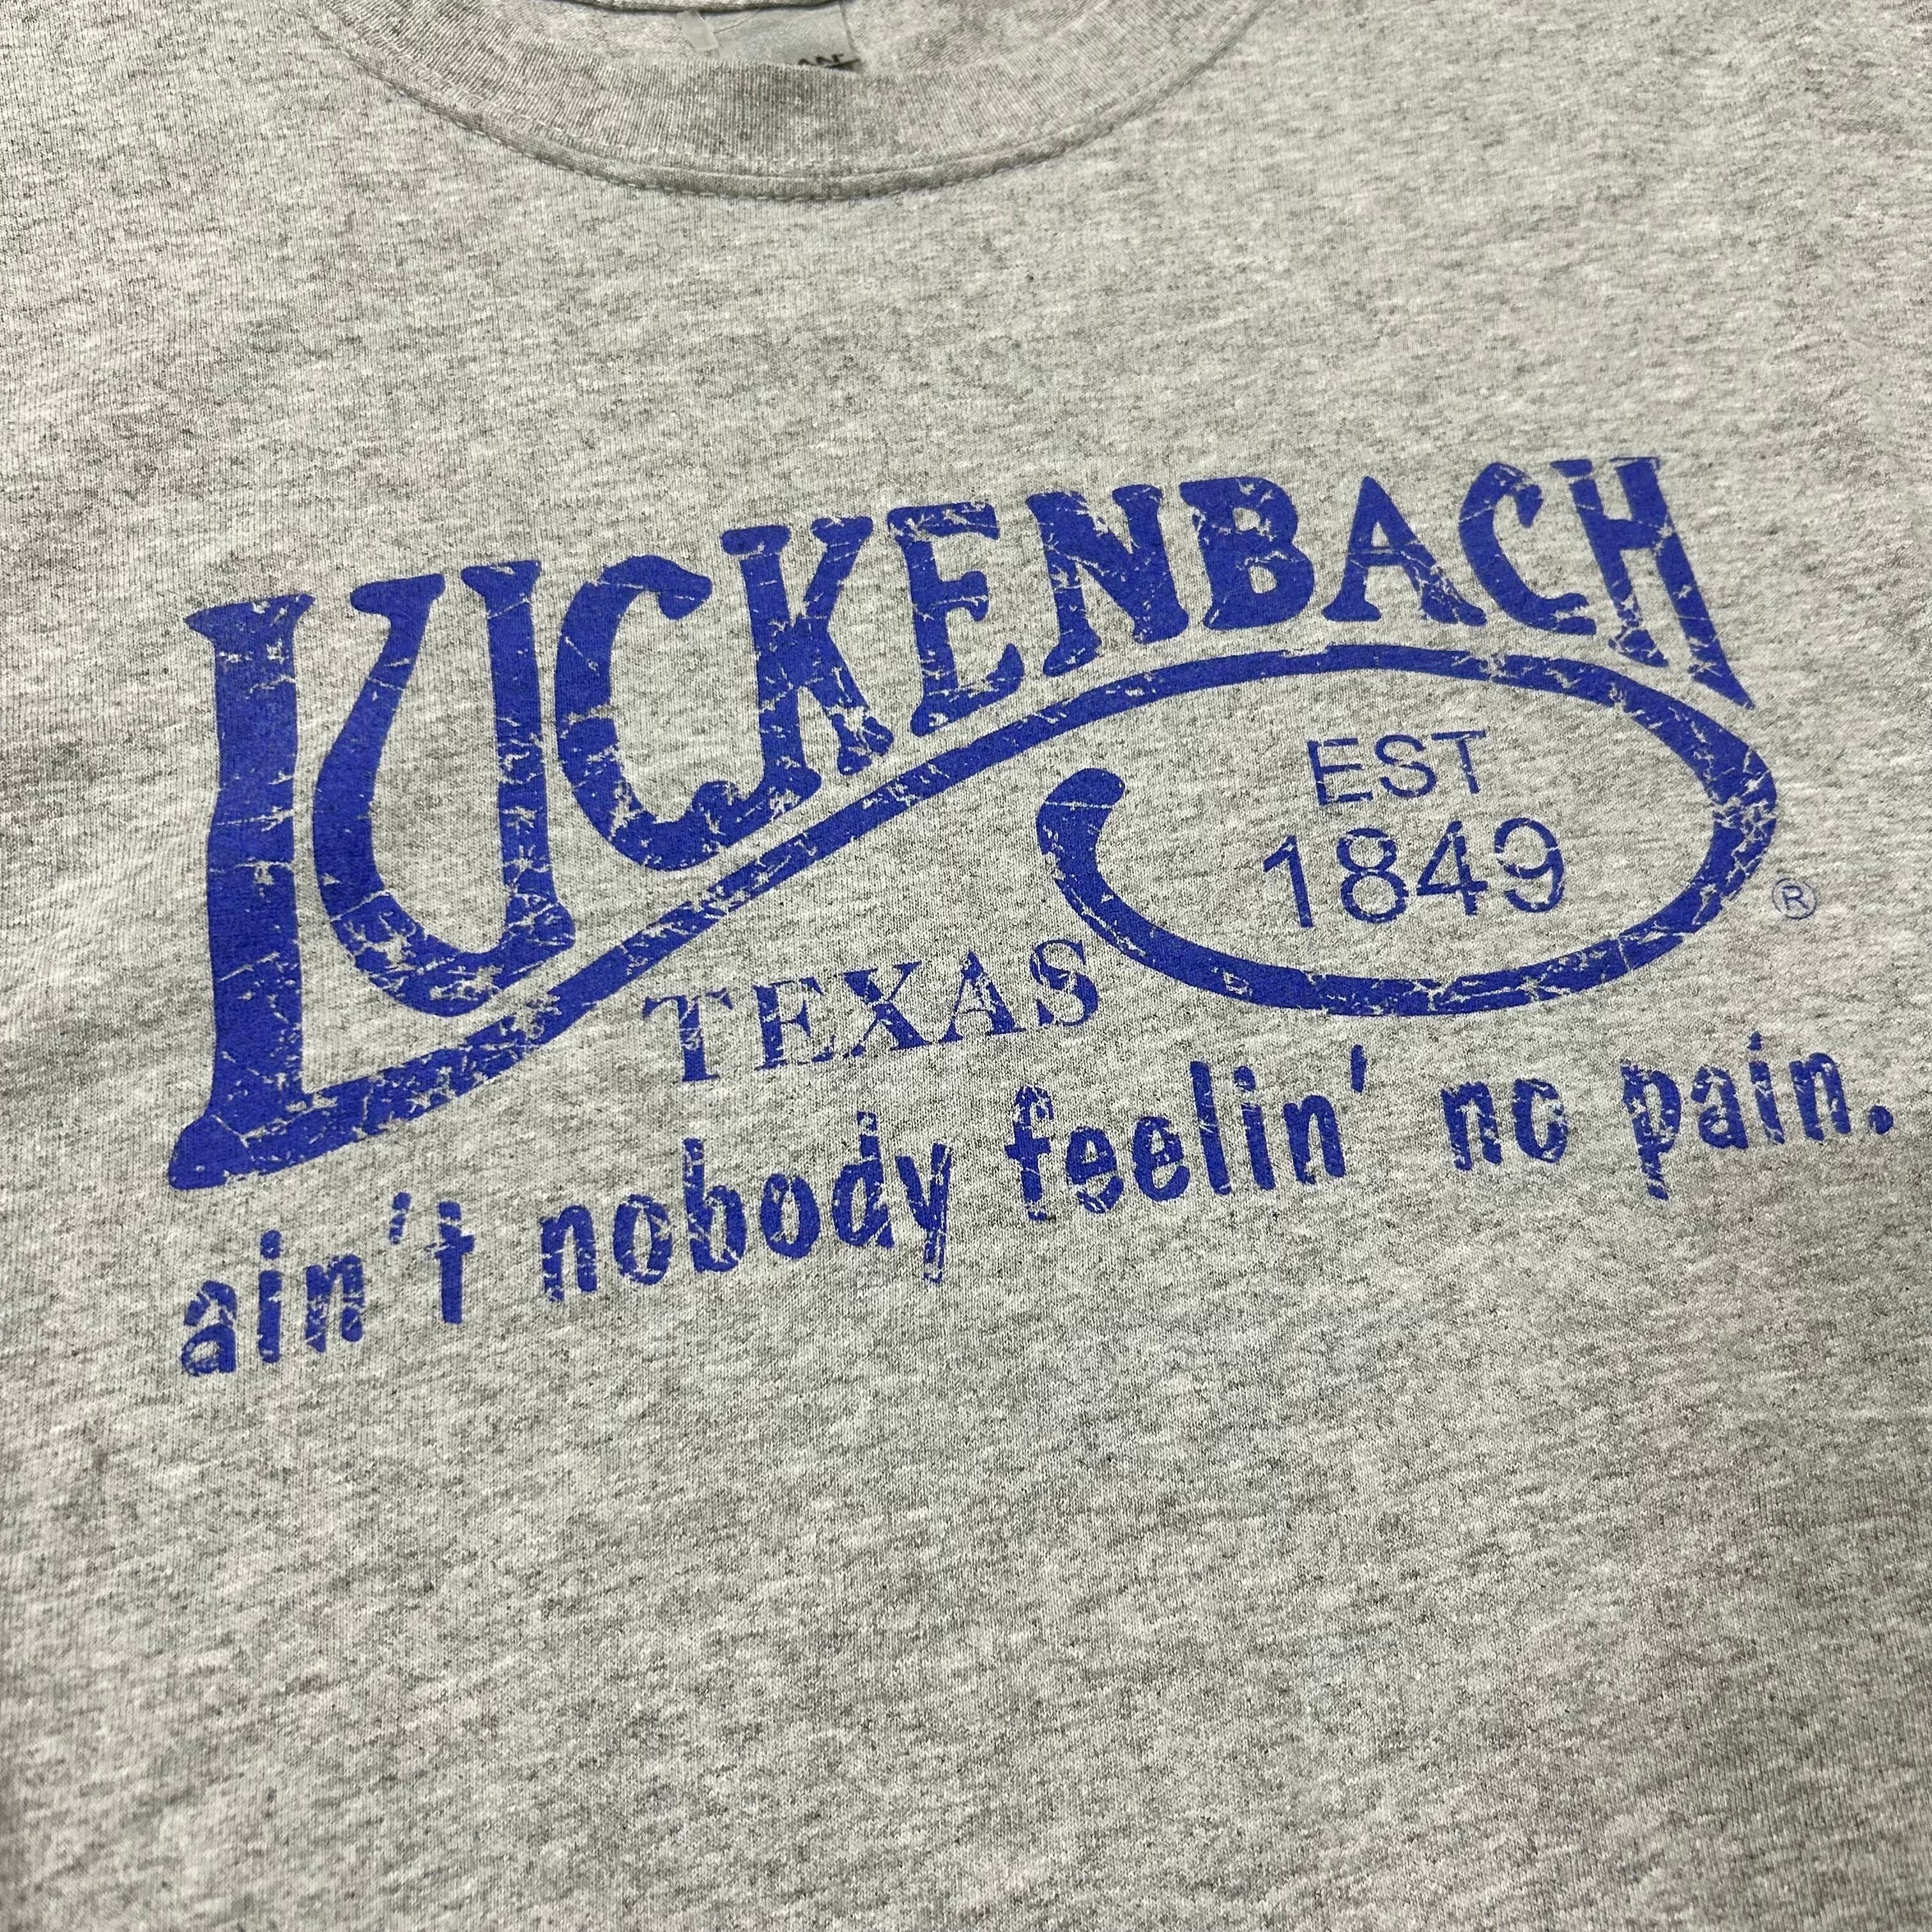 LUCKENBACH
EST
1849
®
TEXAS
ain't nobody feelin' no pain.